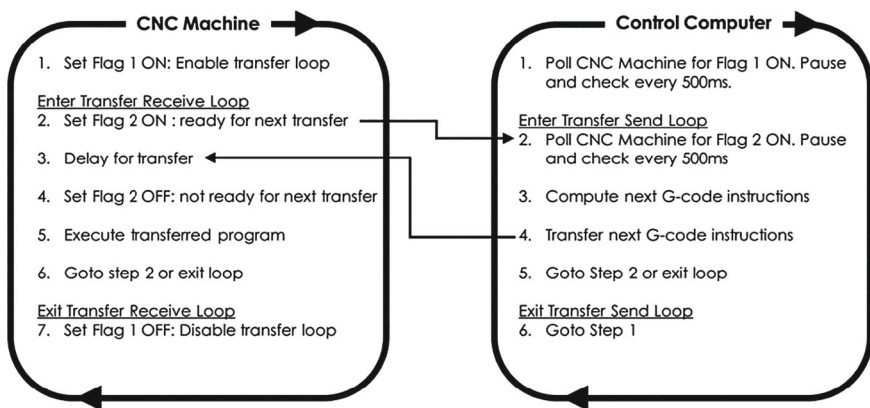 CNC Machine
1. Set Flag 1 ON: Enable transfer loop
Enter Transfer Receive Loop
2. Set Flag 2 ON : ready for next transfer
3. Delay for transfer
4. Set Flag 2 OFF: not ready for next transfer
5. Execute transferred program
6. Goto step 2 or exit loop
Exit Transfer Receive Loop
7. Set Flag 1 OFF: Disable transfer loop
Control Computer
1. Poll CNC Machine for Flag 1 ON. Pause
and check every 500ms.
Enter Transfer Send Loop
2. Poll CNC Machine for Flag 2 ON. Pause
and check every 500ms
3. Compute next G-code instructions
4. Transfer next G-code instructions
5. Goto Step 2 or exit loop
Exit Transfer Send Loop
6. Goto Step 1